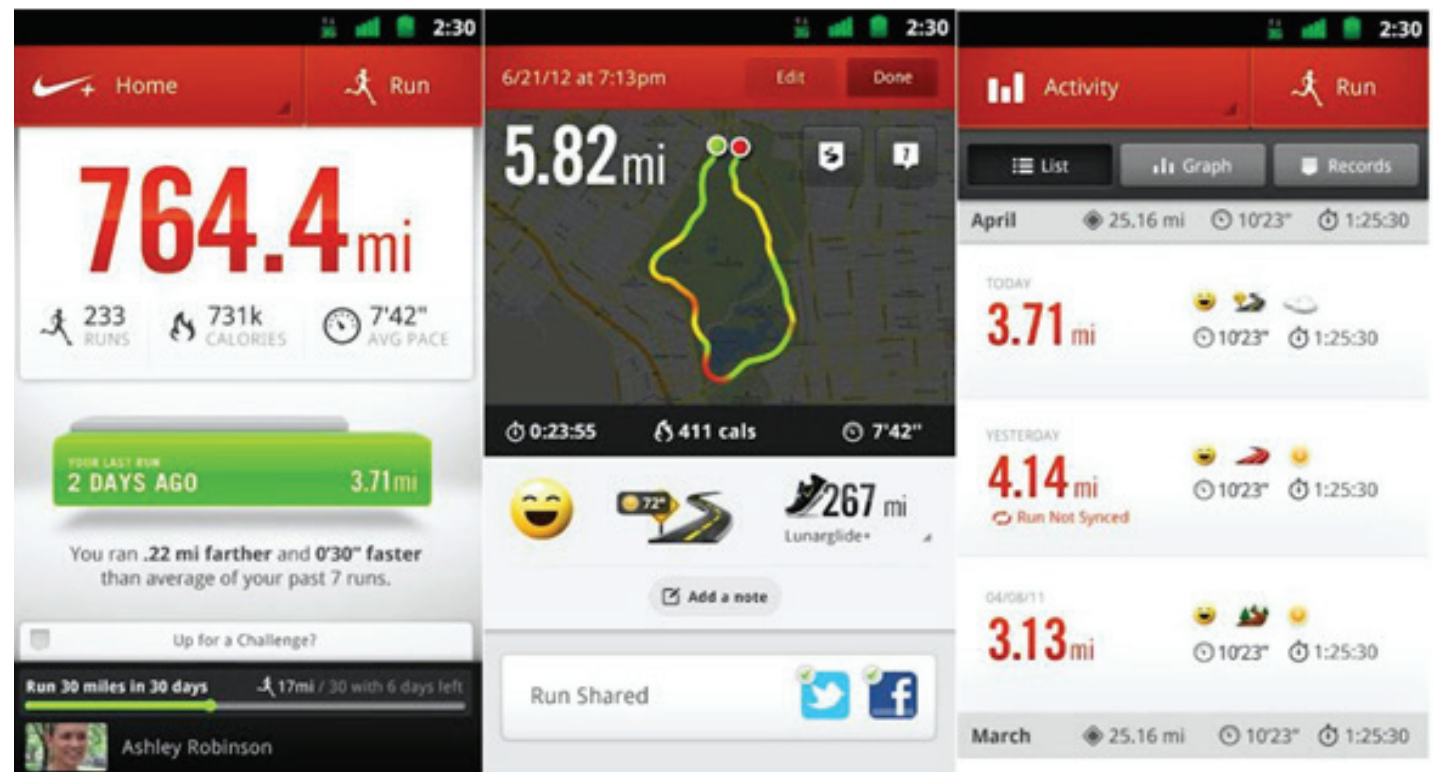 2:30
Home
Run
764.4mi
233
RUNS
731k
CALORIES
7'42"
AVG PACE
YOUR LAST RUN
2 DAYS AGO
3.71mi
You ran .22 mi farther and 0'30" faster
than average of your past 7 runs.
Up for a Challenge?
Run 30 miles in 30 days
17mi / 30 with 6 days left
Ashley Robinson
2:30
6/21/12 at 7:13pm
Edit
Done
5.82mi
0:23:55
411 cals
7'42"
72°
267 mi
Lunarglide+
Add a note
Run Shared
2:30
Activity
Run
List
Graph
Records
April
25.16 mi
10'23"
1:25:30
TODAY
3.71 mi
10'23"
1:25:30
YESTERDAY
4.14 mi
10'23"
1:25:30
Run Not Synced
04/08/11
3.13 mi
10'23"
1:25:30
March
25.16 mi
10'23"
1:25:30